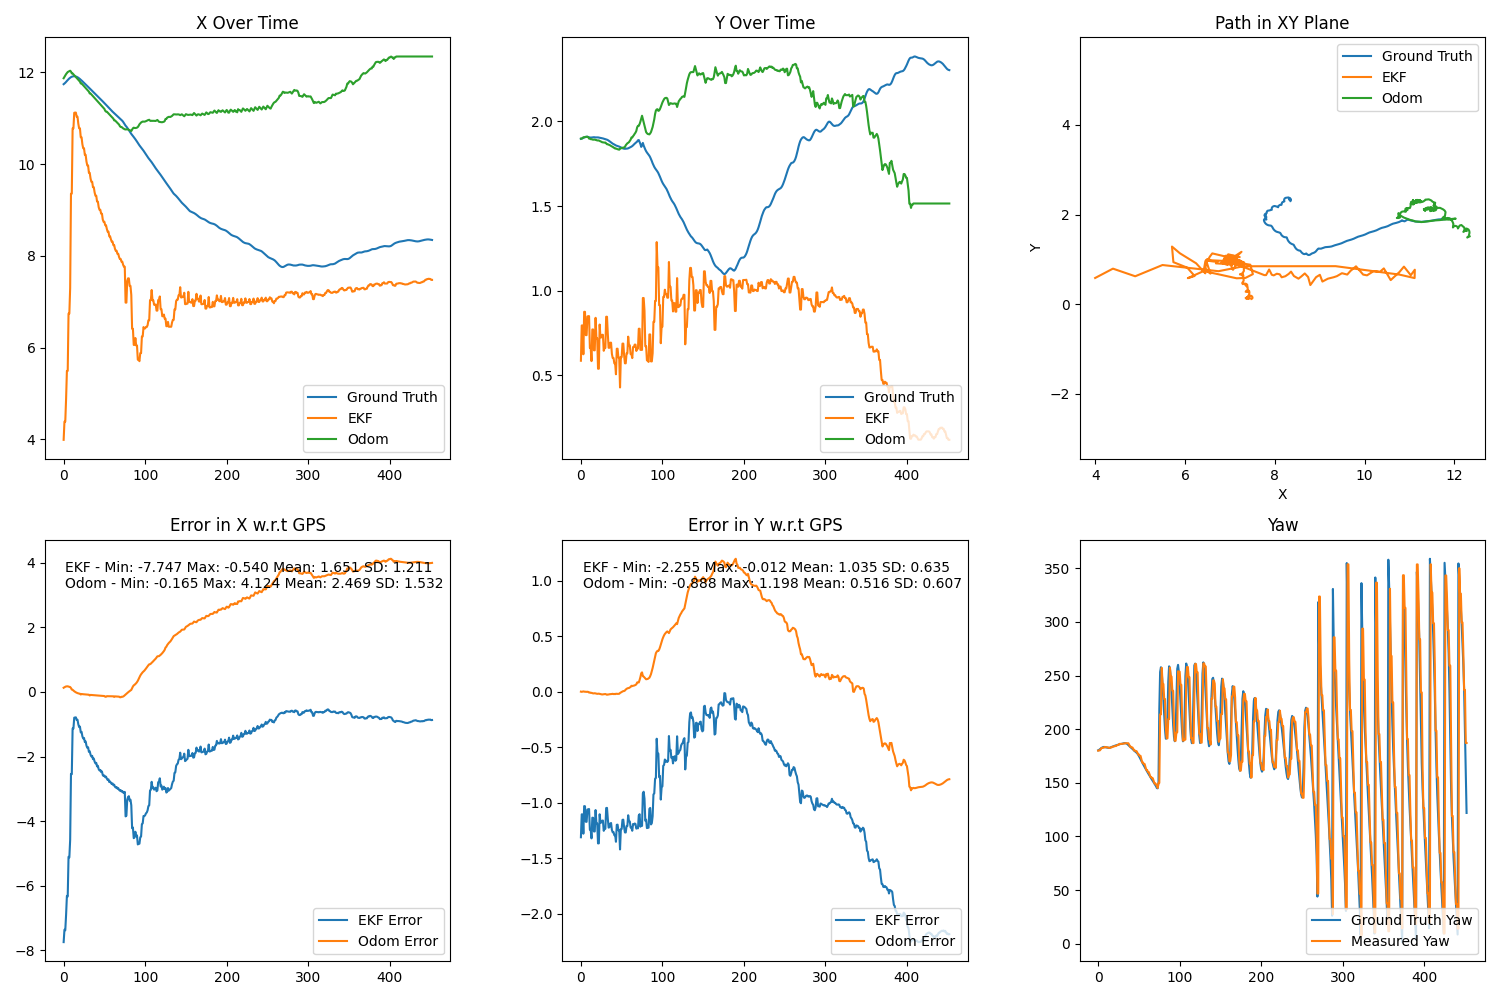 X Over Time
12
10
8
6
4
0 100 200 300 400
Ground Truth
EKF
Odom
Y Over Time
2.0
1.5
1.0
0.5
0 100 200 300 400
Ground Truth
EKF
Odom
Path in XY Plane
Y
4
2
0
−2
4 6 8 10 12
X
Ground Truth
EKF
Odom
Error in X w.r.t GPS
EKF - Min: -7.747 Max: -0.540 Mean: 1.651 SD: 1.211
Odom - Min: -0.165 Max: 4.124 Mean: 2.469 SD: 1.532
4
2
0
−2
−4
−6
−8
0 100 200 300 400
EKF Error
Odom Error
Error in Y w.r.t GPS
EKF - Min: -2.255 Max: -0.012 Mean: 1.035 SD: 0.635
Odom - Min: -0.888 Max: 1.198 Mean: 0.516 SD: 0.607
1.0
0.5
0.0
−0.5
−1.0
−1.5
−2.0
0 100 200 300 400
EKF Error
Odom Error
Yaw
350
300
250
200
150
100
50
0
0 100 200 300 400
Ground Truth Yaw
Measured Yaw